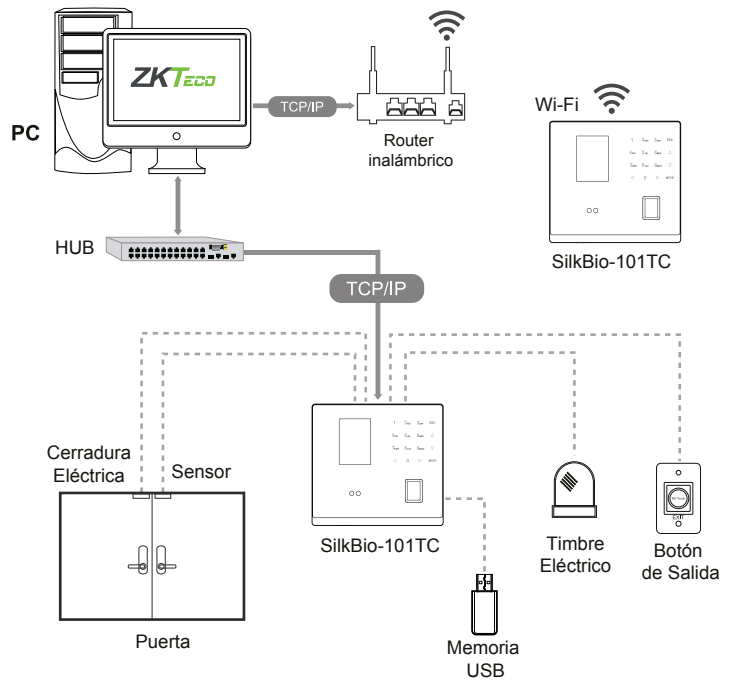 ZKTECO
TCP/IP
PC
Router
inalámbrico
Wi-Fi
SilkBio-101TC
HUB
TCP/IP
Cerradura
Eléctrica
Sensor
SilkBio-101TC
EXIT
Timbre
Eléctrico
Botón
de Salida
Puerta
Memoria
USB